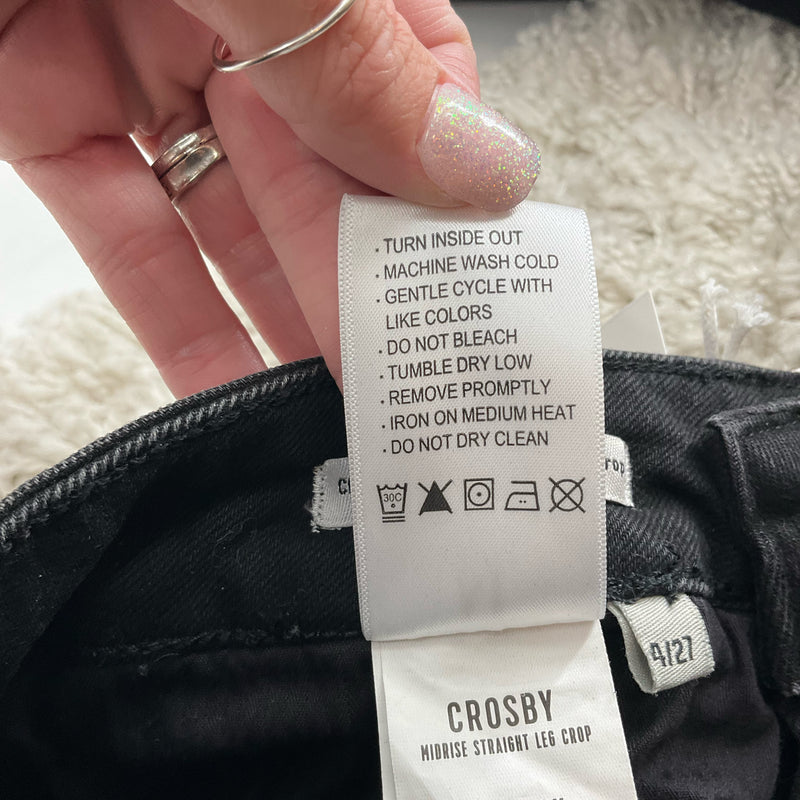 · TURN INSIDE OUT
· MACHINE WASH COLD
· GENTLE CYCLE WITH
LIKE COLORS
· DO NOT BLEACH
· TUMBLE DRY LOW
· REMOVE PROMPTLY
· IRON ON MEDIUM HEAT
· DO NOT DRY CLEAN
30C
4/27
CROSBY
MIDRISE STRAIGHT LEG CROP